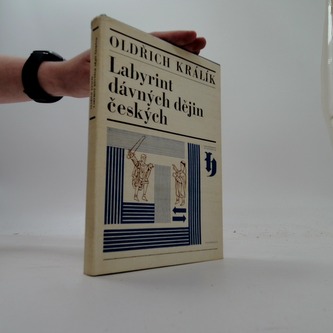 OLDŘICH KRÁLÍK
Labyrint
dávných dějin
českých